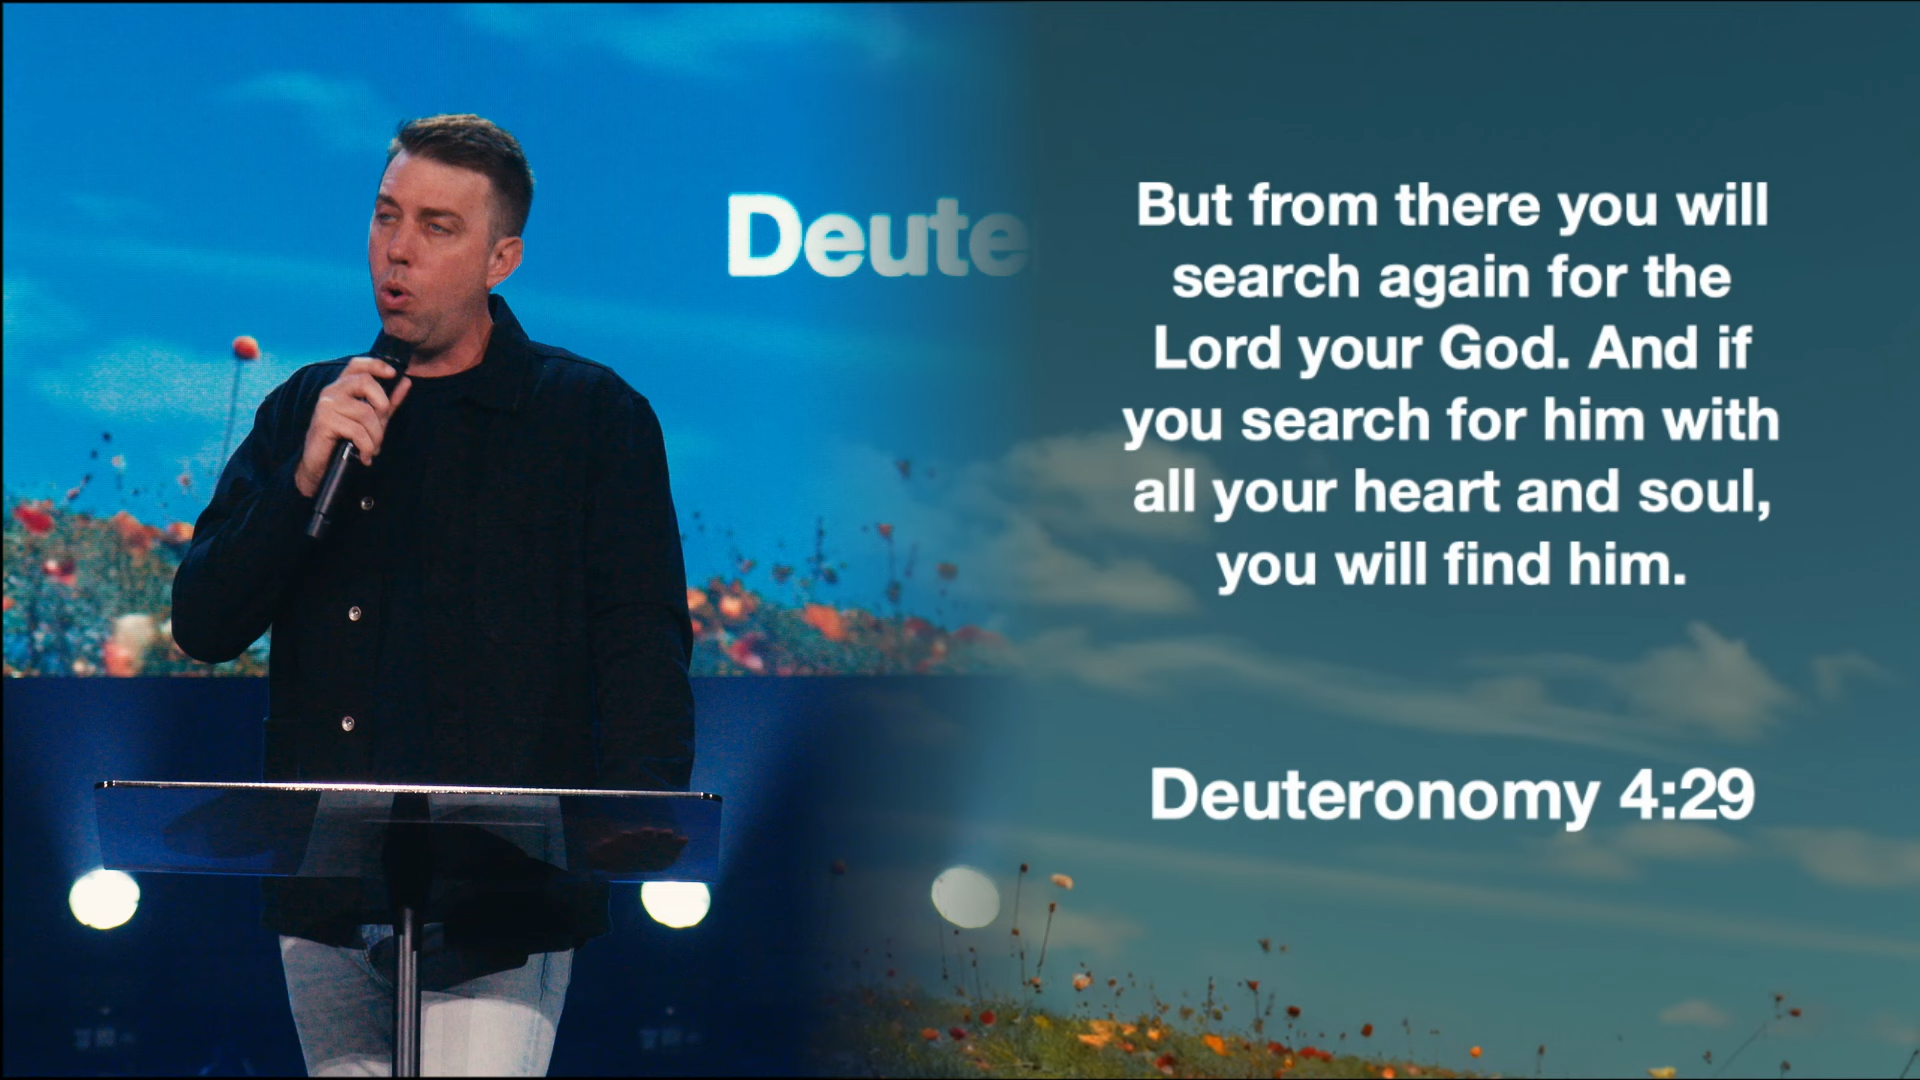 Deute
But from there you will
search again for the
Lord your God. And if
you search for him with
all your heart and soul,
you will find him.
Deuteronomy 4:29